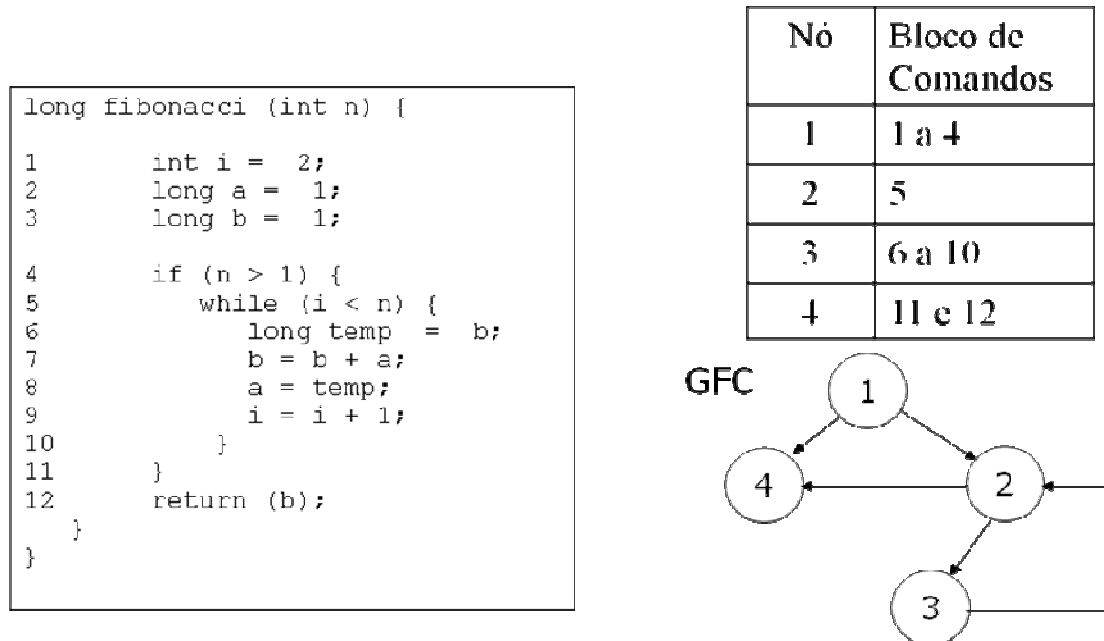 long fibonacci (int n) {
1 int i = 2;
2 long a = 1;
3 long b = 1;
4 if (n > 1) {
5 while (i < n) {
6 long temp = b;
7 b = b + a;
8 a = temp;
9 i = i + 1;
10 }
11 }
12 return (b);
}
}
Nó Bloco de
Comandos
1 1 a 4
2 5
3 6 a 10
4 11 e 12
GFC
1
4
2
3